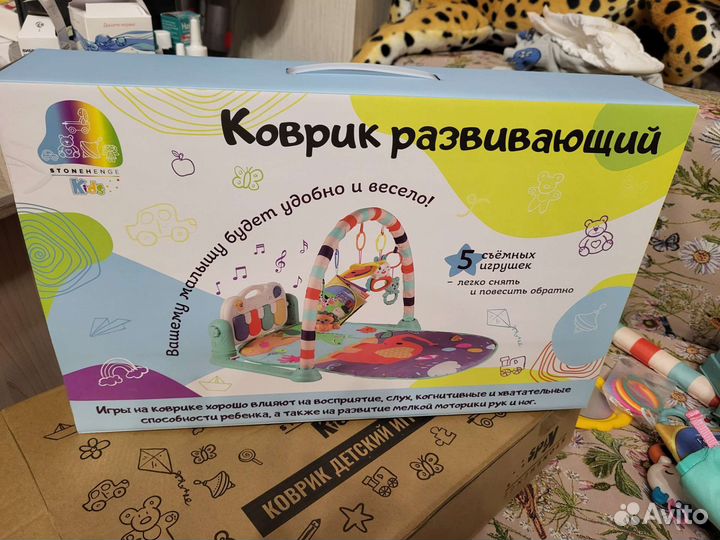 Коврик развивающий
STONEHENGE
Kids
Вашему малышу будет удобно и весело!
5 съёмных
игрушек
– легко снять
и повесить обратно
Игры на коврике хорошо влияют на восприятие, слух, когнитивные и хватательные
способности ребенка, а также на развитие мелкой моторики рук и ног.
КОВРИК ДЕТСКИЙ
Kids
Avito